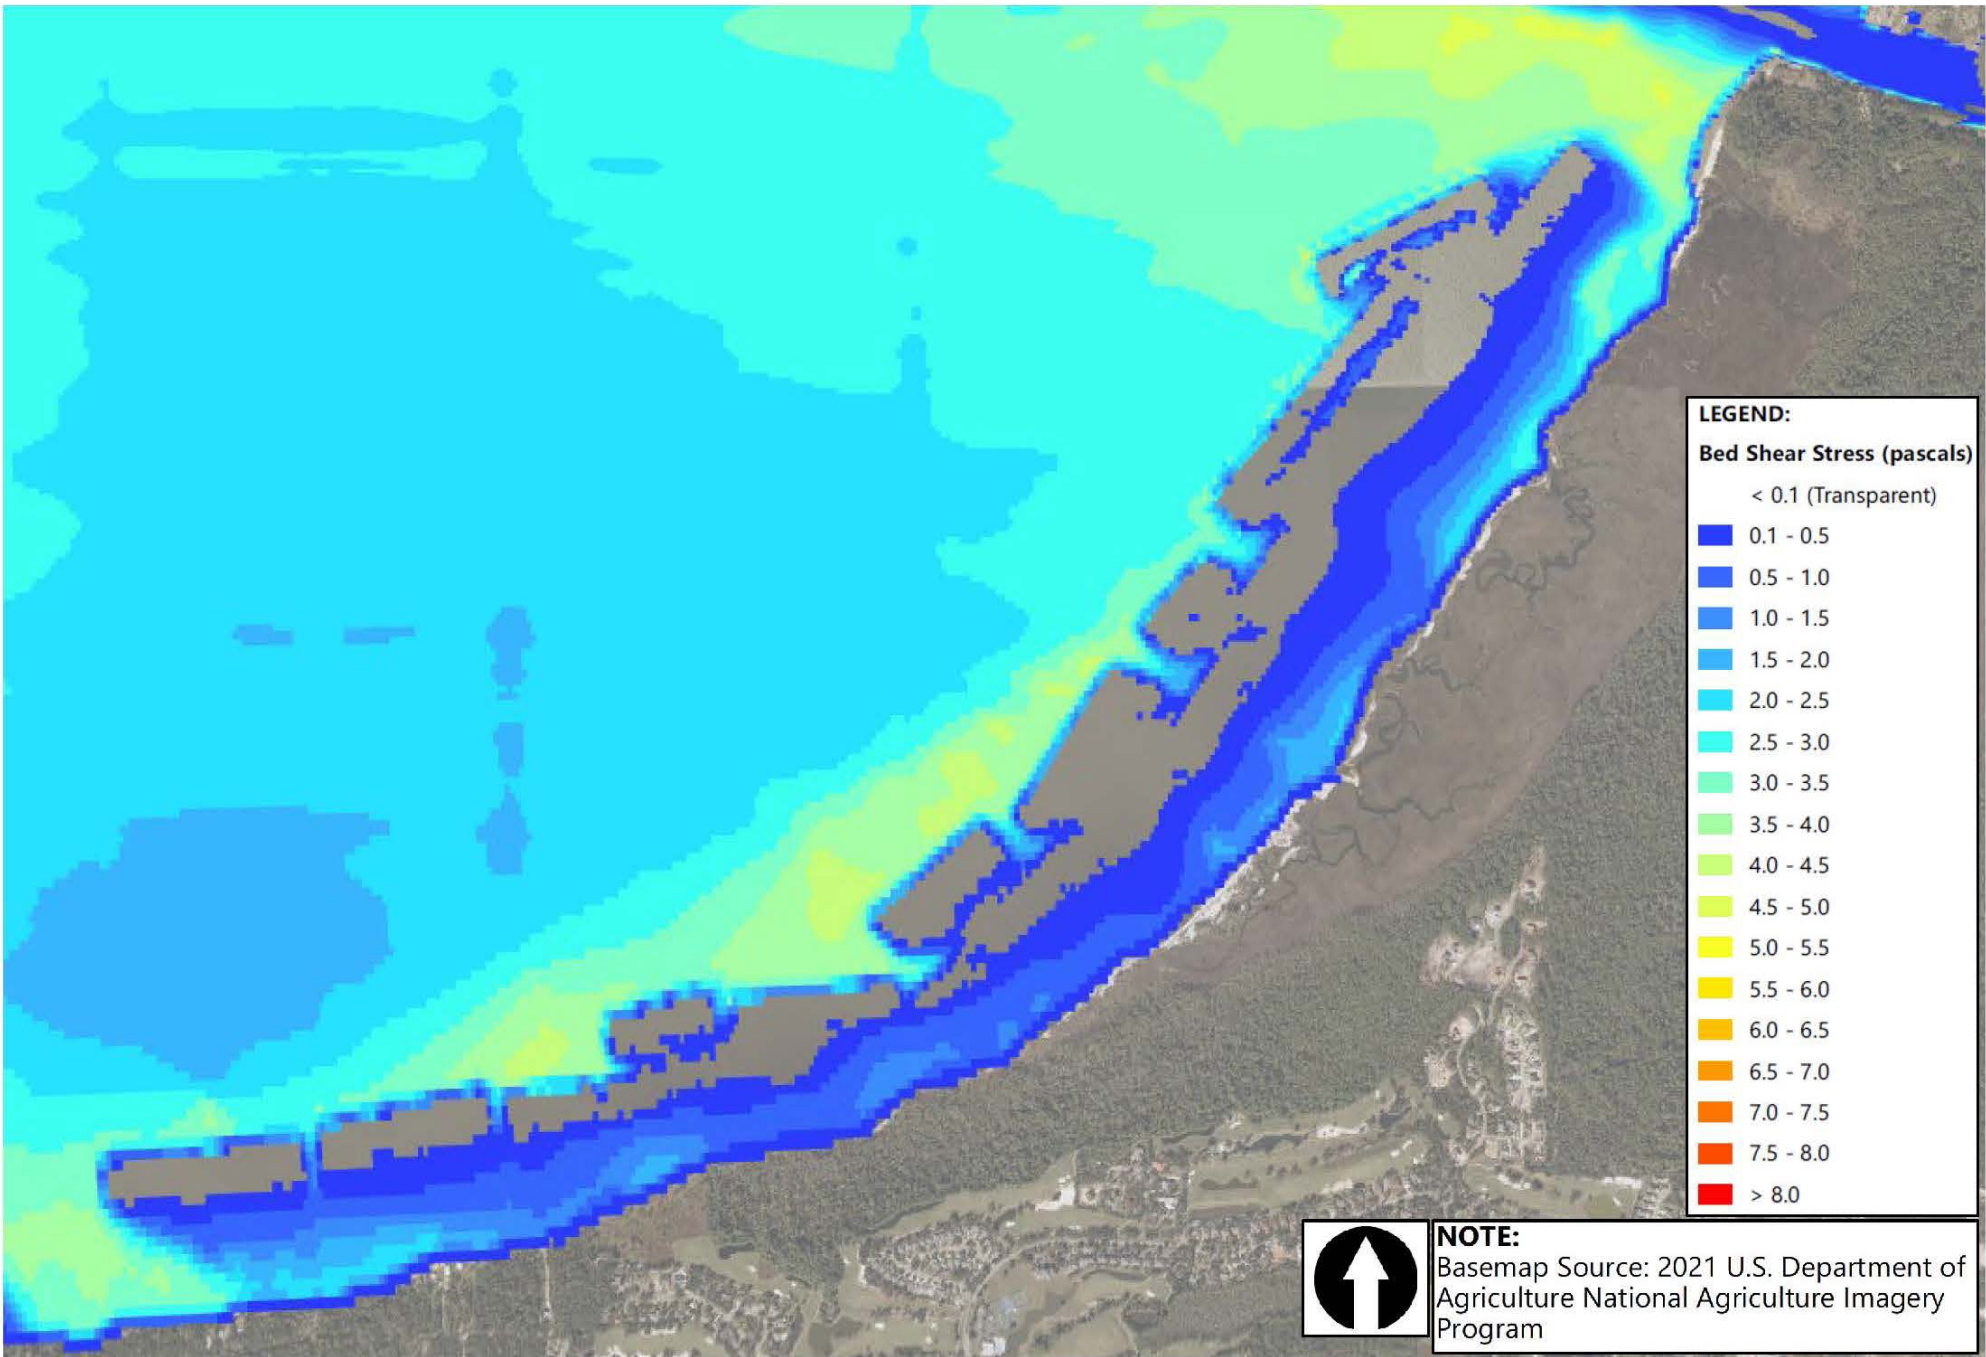 LEGEND:
Bed Shear Stress (pascals)
< 0.1 (Transparent)
0.1 - 0.5
0.5 - 1.0
1.0 - 1.5
1.5 - 2.0
2.0 - 2.5
2.5 - 3.0
3.0 - 3.5
3.5 - 4.0
4.0 - 4.5
4.5 - 5.0
5.0 - 5.5
5.5 - 6.0
6.0 - 6.5
6.5 - 7.0
7.0 - 7.5
7.5 - 8.0
> 8.0
NOTE:
Basemap Source: 2021 U.S. Department of
Agriculture National Agriculture Imagery
Program